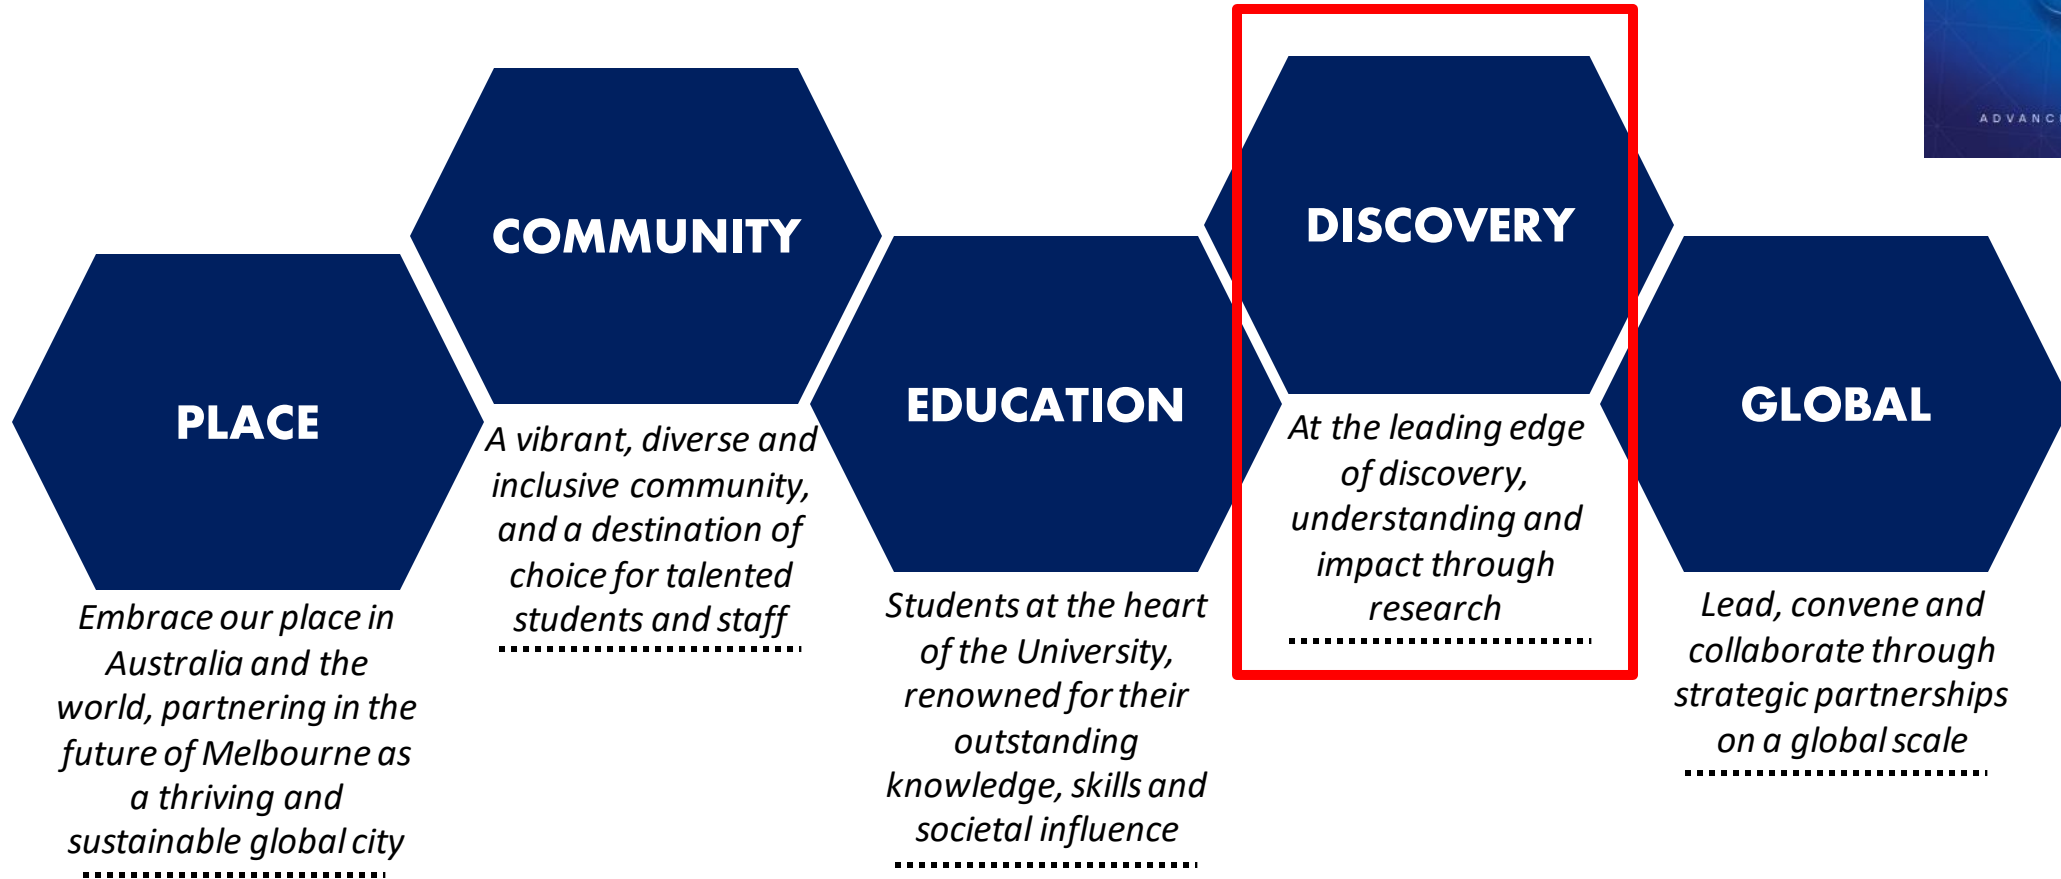 PLACE
Embrace our place in
Australia and the
world, partnering in the
future of Melbourne as
a thriving and
sustainable global city
COMMUNITY
A vibrant, diverse and
inclusive community,
and a destination of
choice for talented
students and staff
EDUCATION
Students at the heart
of the University,
renowned for their
outstanding
knowledge, skills and
societal influence
DISCOVERY
At the leading edge
of discovery,
understanding and
impact through
research
GLOBAL
Lead, convene and
collaborate through
strategic partnerships
on a global scale